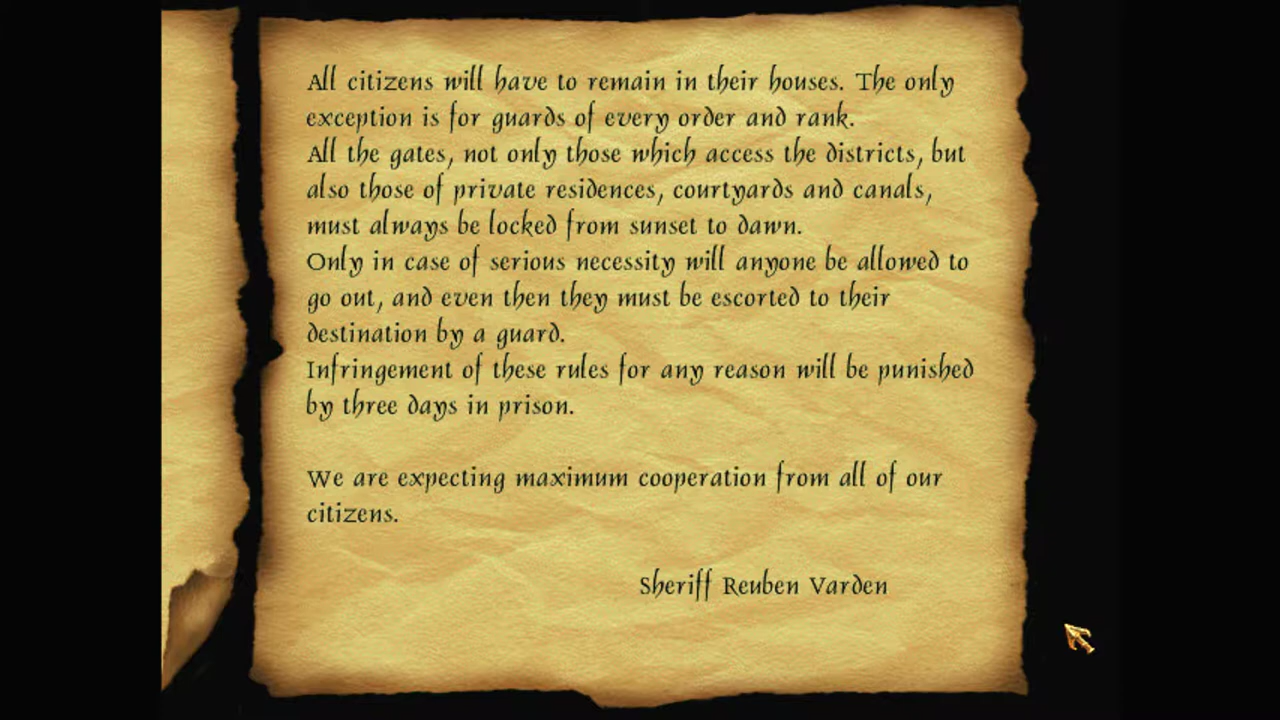 All citizens will have to remain in their houses. The only
exception is for guards of every order and rank.
All the gates, not only those which access the districts, but
also those of private residences, courtyards and canals,
must always be locked from sunset to dawn.
Only in case of serious necessity will anyone be allowed to
go out, and even then they must be escorted to their
destination by a guard.
Infringement of these rules for any reason will be punished
by three days in prison.
We are expecting maximum cooperation from all of our
citizens.
Sheriff Reuben Varden